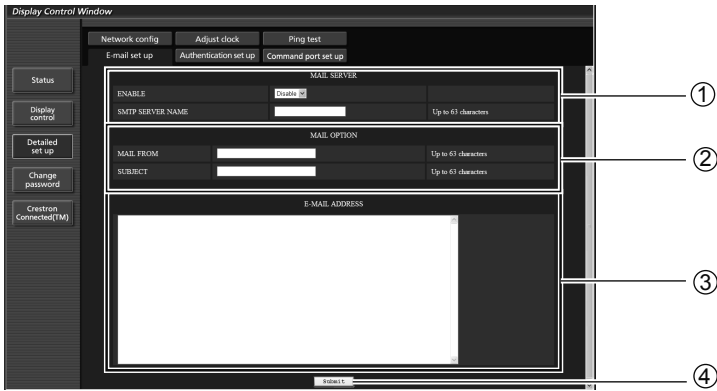 Display Control Window
Network config Adjust clock Ping test
E-mail set up Authentication set up Command port set up
Status
Display
control
Detailed
set up
Change
password
Crestron
Connected(TM)
MAIL SERVER
ENABLE Disable
SMTP SERVER NAME Up to 63 characters
MAIL OPTION
MAIL FROM Up to 63 characters
SUBJECT Up to 63 characters
E-MAIL ADDRESS
Submit
1
2
3
4